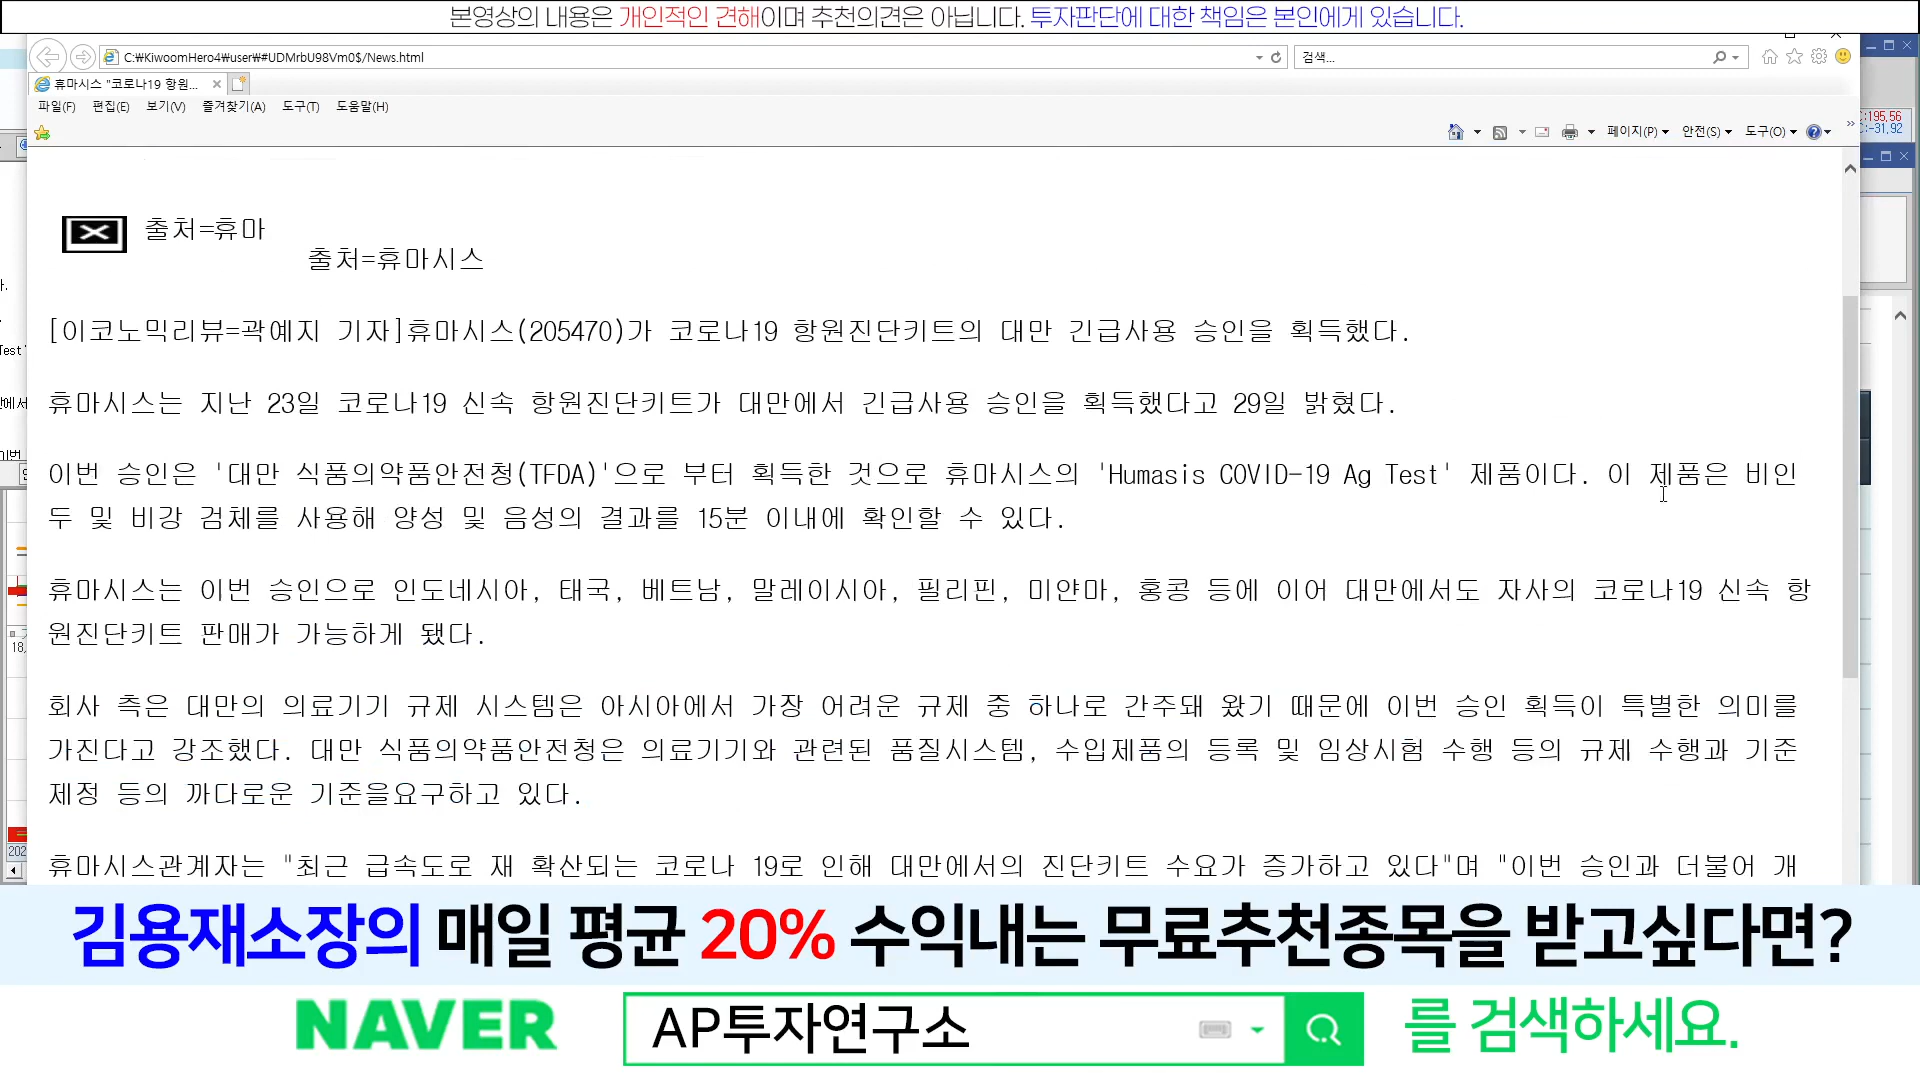 본영상의 내용은 개인적인 견해이며 추천의견은 아닙니다. 투자판단에 대한 책임은 본인에게 있습니다.
C:₩KiwoomHero4₩user₩#UDMrbU98Vm0$/News.html
검색...
휴마시스 "코로나19 항원...
파일(F) 편집(E) 보기(V) 즐겨찾기(A) 도구(T) 도움말(H)
페이지(P) 안전(S) 도구(O)
:195,56
:-31,92
출처=휴마
출처=휴마시스
[이코노믹리뷰=곽예지 기자]휴마시스(205470)가 코로나19 항원진단키트의 대만 긴급사용 승인을 획득했다.
휴마시스는 지난 23일 코로나19 신속 항원진단키트가 대만에서 긴급사용 승인을 획득했다고 29일 밝혔다.
이번 승인은 '대만 식품의약품안전청(TFDA)'으로 부터 획득한 것으로 휴마시스의 'Humasis COVID-19 Ag Test' 제품이다. 이 제품은 비인
두 및 비강 검체를 사용해 양성 및 음성의 결과를 15분 이내에 확인할 수 있다.
휴마시스는 이번 승인으로 인도네시아, 태국, 베트남, 말레이시아, 필리핀, 미얀마, 홍콩 등에 이어 대만에서도 자사의 코로나19 신속 항
원진단키트 판매가 가능하게 됐다.
회사 측은 대만의 의료기기 규제 시스템은 아시아에서 가장 어려운 규제 중 하나로 간주돼 왔기 때문에 이번 승인 획득이 특별한 의미를
가진다고 강조했다. 대만 식품의약품안전청은 의료기기와 관련된 품질시스템, 수입제품의 등록 및 임상시험 수행 등의 규제 수행과 기준
제정 등의 까다로운 기준을요구하고 있다.
휴마시스관계자는 "최근 급속도로 재 확산되는 코로나 19로 인해 대만에서의 진단키트 수요가 증가하고 있다"며 "이번 승인과 더불어 개
김용재소장의 매일 평균 20% 수익내는 무료추천종목을 받고싶다면?
NAVER AP투자연구소 를 검색하세요.